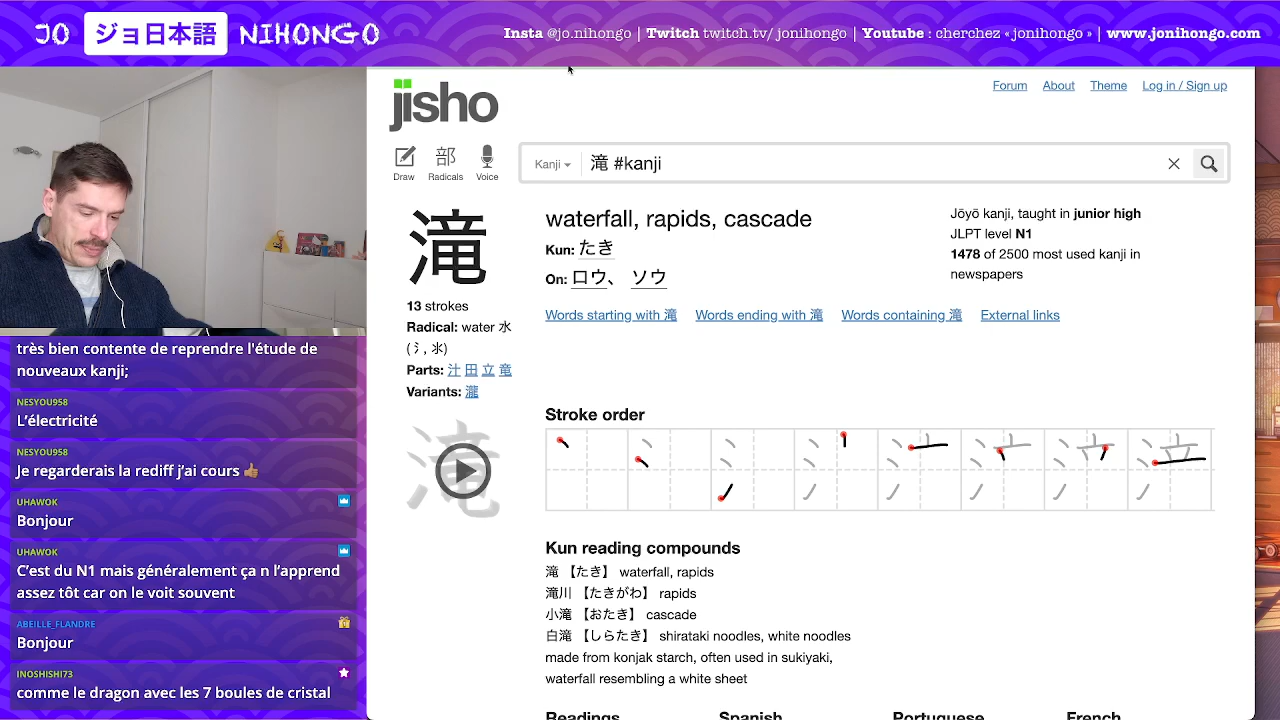 JO ジョ日本語 NIHONGO
Insta @jo.nihongo | Twitch twitch.tv/ jonihongo | Youtube : cherchez « jonihongo » | www.jonihongo.com
très bien contente de reprendre l'étude de
nouveaux kanji;
NESYOU958
L'électricité
NESYOU958
Je regarderais la rediff j'ai cours 👍🏽
UHAWOK
Bonjour
UHAWOK
C'est du N1 mais généralement ça n l'apprend
assez tôt car on le voit souvent
ABEILLE_FLANDRE
Bonjour
INOSHISHI73
comme le dragon avec les 7 boules de cristal
jisho
Forum About Theme Log in / Sign up
Draw 部 Radicals Voice
Kanji 滝 #kanji
滝
13 strokes
Radical: water 水
(氵, 氺)
Parts: 汁 田 立 竜
Variants: 瀧
滝
waterfall, rapids, cascade
Kun: たき
On: ロウ、 ソウ
Jōyō kanji, taught in junior high
JLPT level N1
1478 of 2500 most used kanji in
newspapers
Words starting with 滝 Words ending with 滝 Words containing 滝 External links
Stroke order
Kun reading compounds
滝 【たき】 waterfall, rapids
滝川 【たきがわ】 rapids
小滝 【おたき】 cascade
白滝 【しらたき】 shirataki noodles, white noodles
made from konjak starch, often used in sukiyaki,
waterfall resembling a white sheet
Readings Spanish Portuguese French